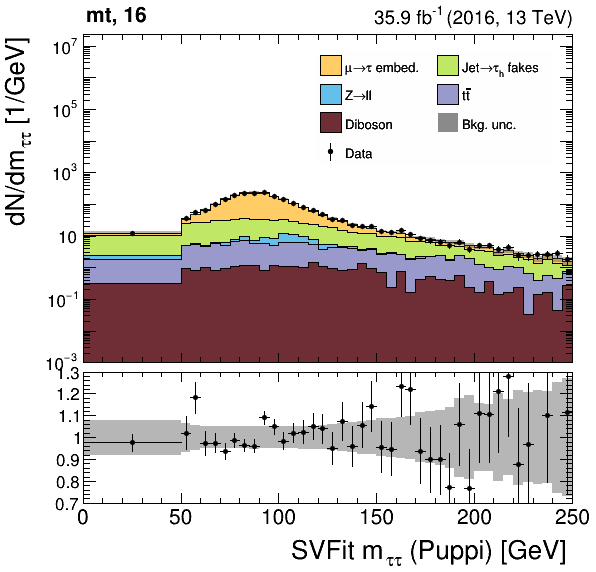 mt, 16
35.9 fb⁻¹ (2016, 13 TeV)
dN/dm_ττ [1/GeV]
10⁷
10⁵
10³
10
10⁻¹
10⁻³
μ→τ embed.
Jet→τ_h fakes
Z→ll
tt̄
Diboson
Bkg. unc.
Data
1.3
1.2
1.1
1
0.9
0.8
0.7
0 50 100 150 200 250
SVFit m_ττ (Puppi) [GeV]